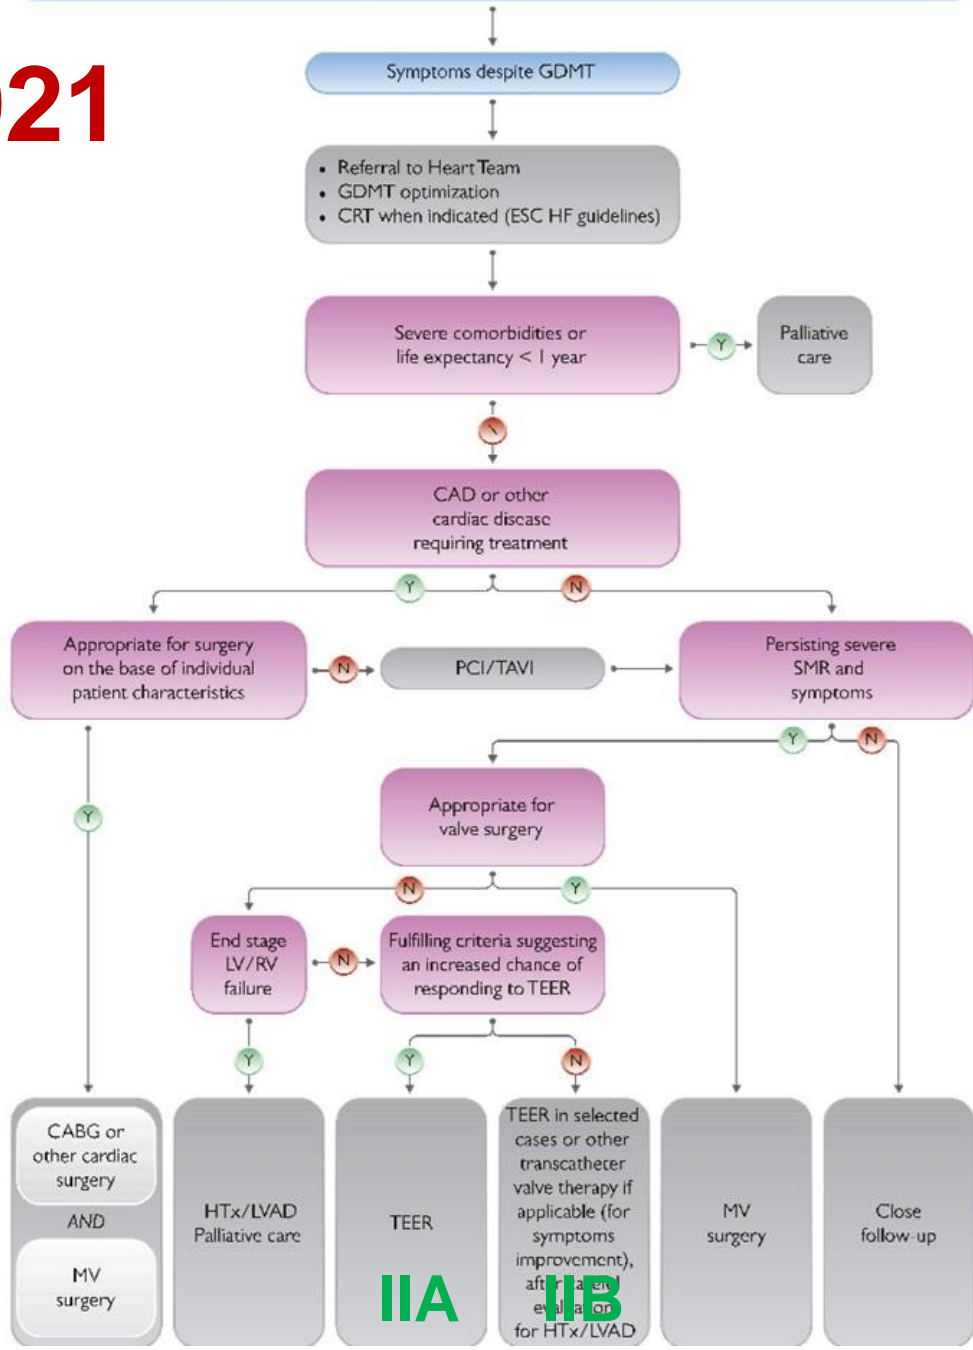 021
Symptoms despite GDMT
• Referral to Heart Team
• GDMT optimization
• CRT when indicated (ESC HF guidelines)
Severe comorbidities or
life expectancy < 1 year
Y
Palliative
care
CAD or other
cardiac disease
requiring treatment
Y
N
Appropriate for surgery
on the base of individual
patient characteristics
N
PCI/TAVI
Persisting severe
SMR and
symptoms
Y
N
Y
Appropriate for
valve surgery
N
Y
End stage
LV/RV
failure
N
Fulfilling criteria suggesting
an increased chance of
responding to TEER
Y
Y
N
CABG or
other cardiac
surgery
AND
MV
surgery
HTx/LVAD
Palliative care
TEER
IIA
TEER in selected
cases or other
transcatheter
valve therapy if
applicable (for
symptoms
improvement),
after careful
evaluation
for HTx/LVAD
IIB
MV
surgery
Close
follow-up